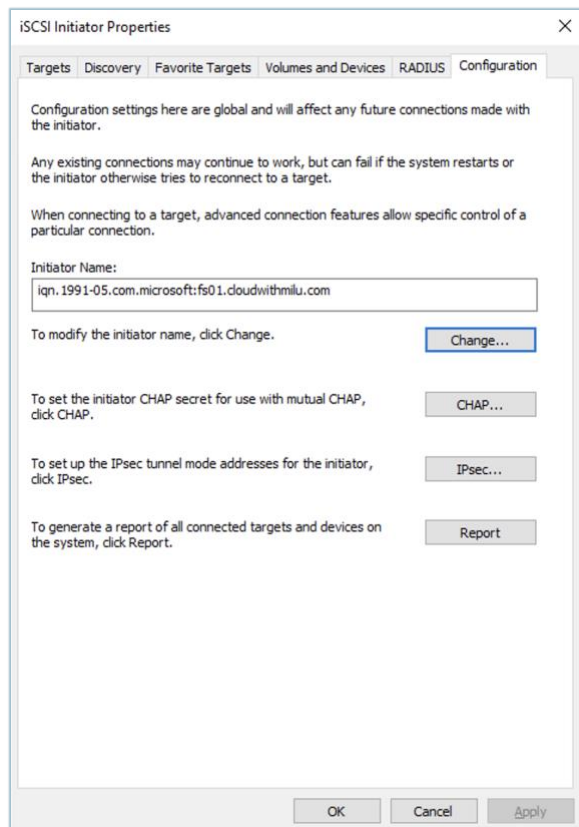 iSCSI Initiator Properties
Targets Discovery Favorite Targets Volumes and Devices RADIUS Configuration
Configuration settings here are global and will affect any future connections made with
the initiator.
Any existing connections may continue to work, but can fail if the system restarts or
the initiator otherwise tries to reconnect to a target.
When connecting to a target, advanced connection features allow specific control of a
particular connection.
Initiator Name:
iqn.1991-05.com.microsoft:fs01.cloudwithmilu.com
To modify the initiator name, click Change.
Change...
To set the initiator CHAP secret for use with mutual CHAP,
click CHAP.
CHAP...
To set up the IPsec tunnel mode addresses for the initiator,
click IPsec.
IPsec...
To generate a report of all connected targets and devices on
the system, click Report.
Report
OK Cancel Apply